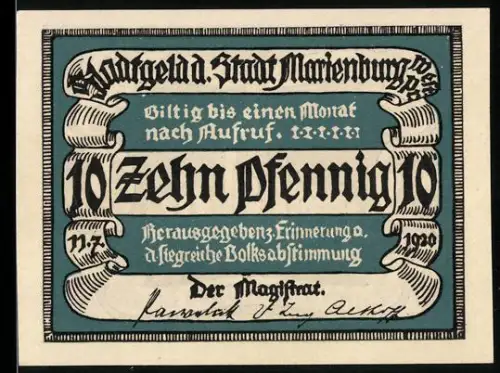 Stadtgeld d. Stadt Marienburg Westpr.
Giltig bis einen Monat
nach Aufruf.
10 Zehn Pfennig 10
Herausgegeben z. Erinnerung a.
11.7. 1920
d. siegreiche Volksabstimmung
Der Magistrat.